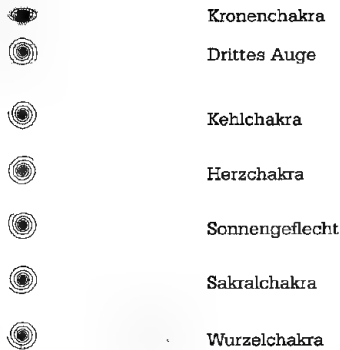 Kronenchakra
Drittes Auge
Kehlchakra
Herzchakra
Sonnengeflecht
Sakralchakra
Wurzelchakra